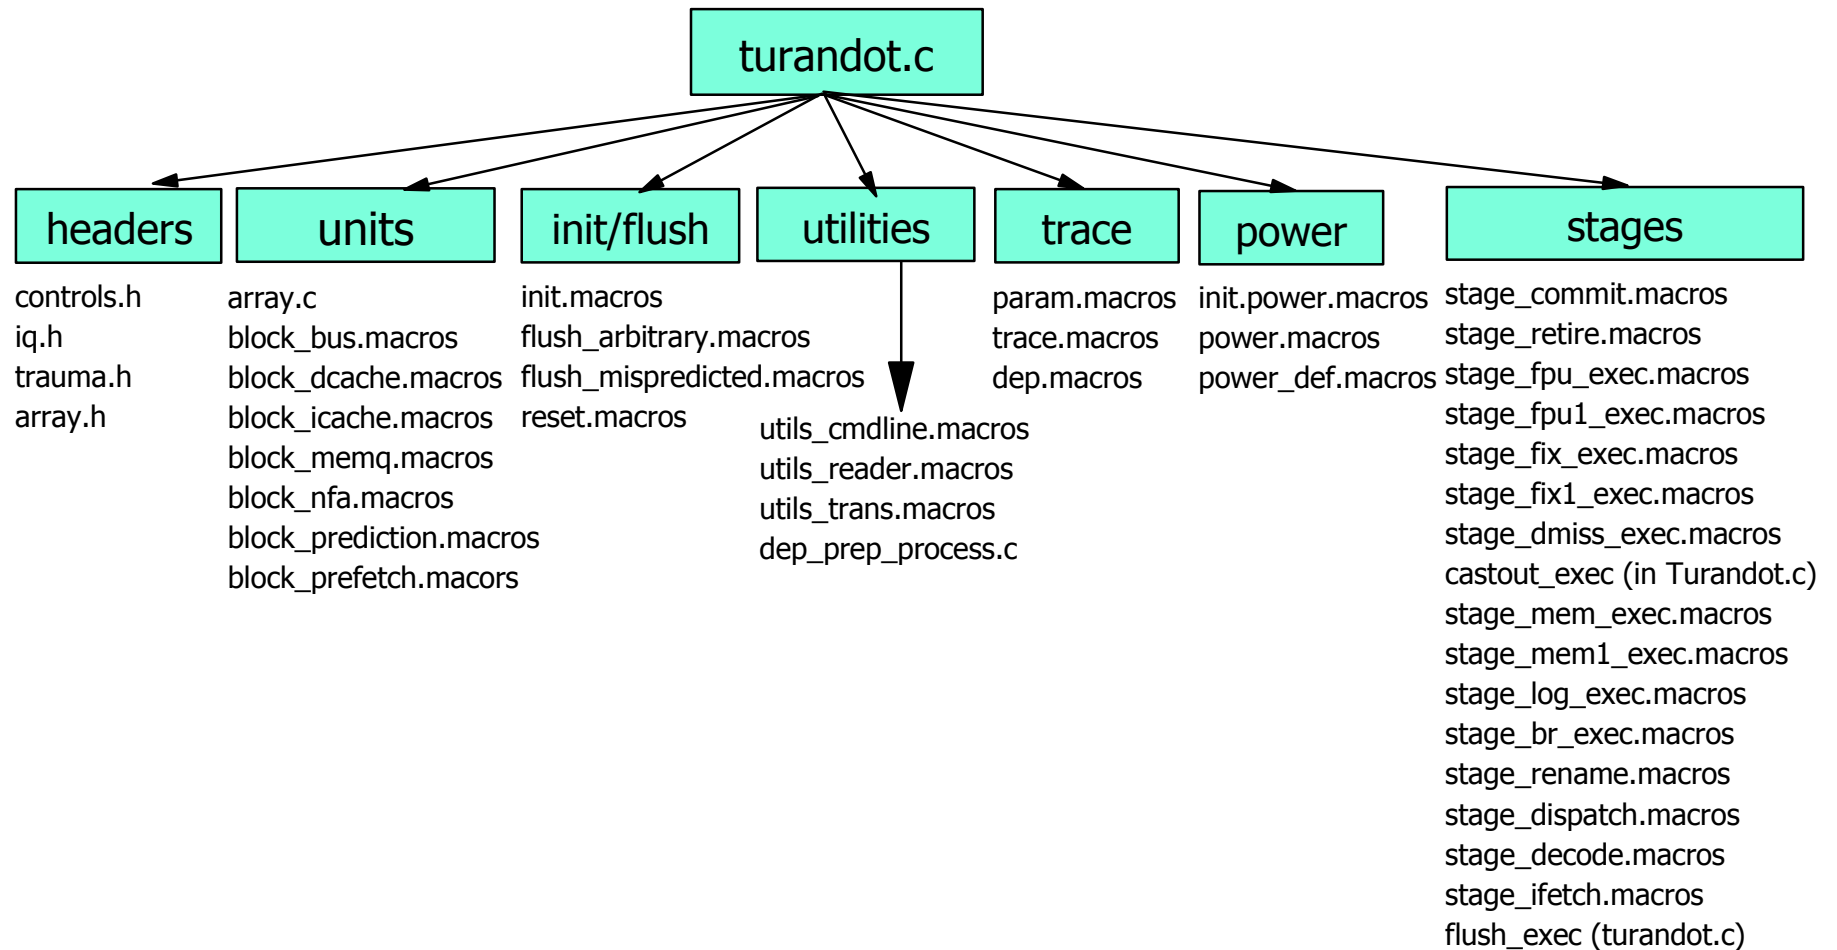 turandot.c
headers
units
init/flush
utilities
trace
power
stages
controls.h
iq.h
trauma.h
array.h
array.c
block_bus.macros
block_dcache.macros
block_icache.macros
block_memq.macros
block_nfa.macros
block_prediction.macros
block_prefetch.macors
init.macros
flush_arbitrary.macros
flush_mispredicted.macros
reset.macros
utils_cmdline.macros
utils_reader.macros
utils_trans.macros
dep_prep_process.c
param.macros
trace.macros
dep.macros
init.power.macros
power.macros
power_def.macros
stage_commit.macros
stage_retire.macros
stage_fpu_exec.macros
stage_fpu1_exec.macros
stage_fix_exec.macros
stage_fix1_exec.macros
stage_dmiss_exec.macros
castout_exec (in Turandot.c)
stage_mem_exec.macros
stage_mem1_exec.macros
stage_log_exec.macros
stage_br_exec.macros
stage_rename.macros
stage_dispatch.macros
stage_decode.macros
stage_ifetch.macros
flush_exec (turandot.c)